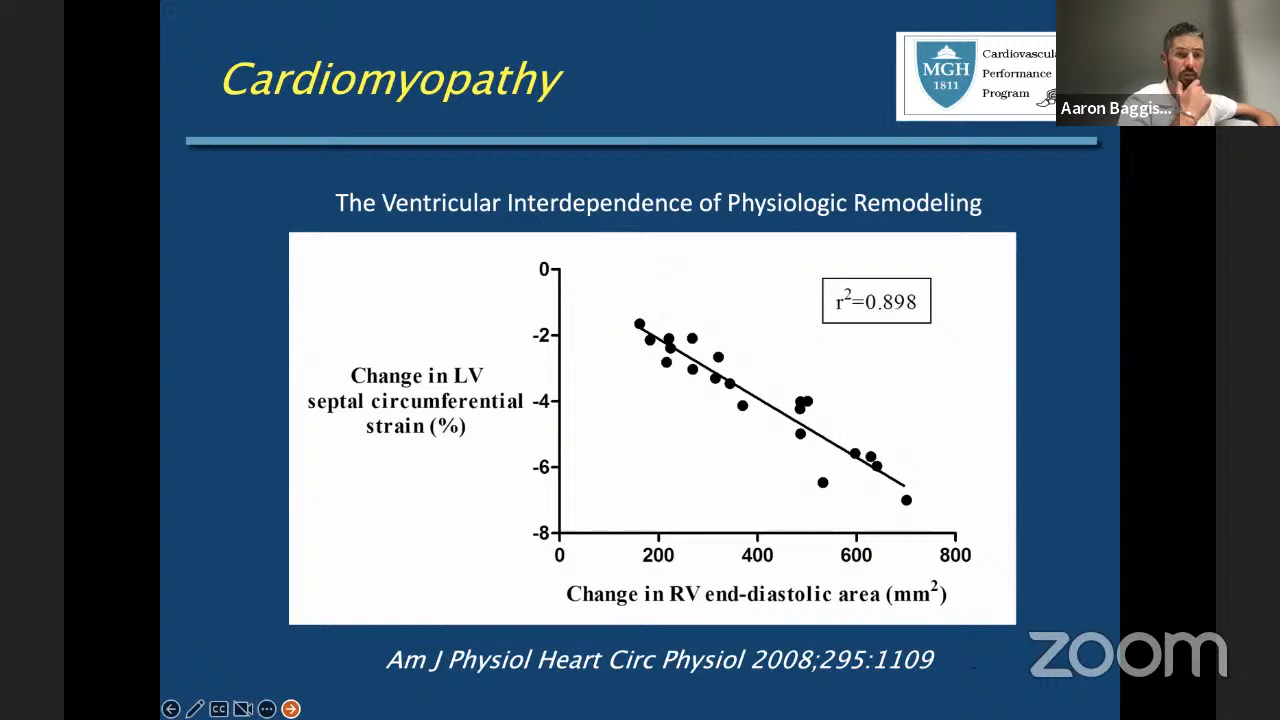 Cardiomyopathy
MGH
1811
Cardiovascula
Performance
Program
Aaron Baggis...
The Ventricular Interdependence of Physiologic Remodeling
r2=0.898
Change in LV
septal circumferential
strain (%)
0
-2
-4
-6
-8
0 200 400 600 800
Change in RV end-diastolic area (mm2)
Am J Physiol Heart Circ Physiol 2008;295:1109
zoom
CC